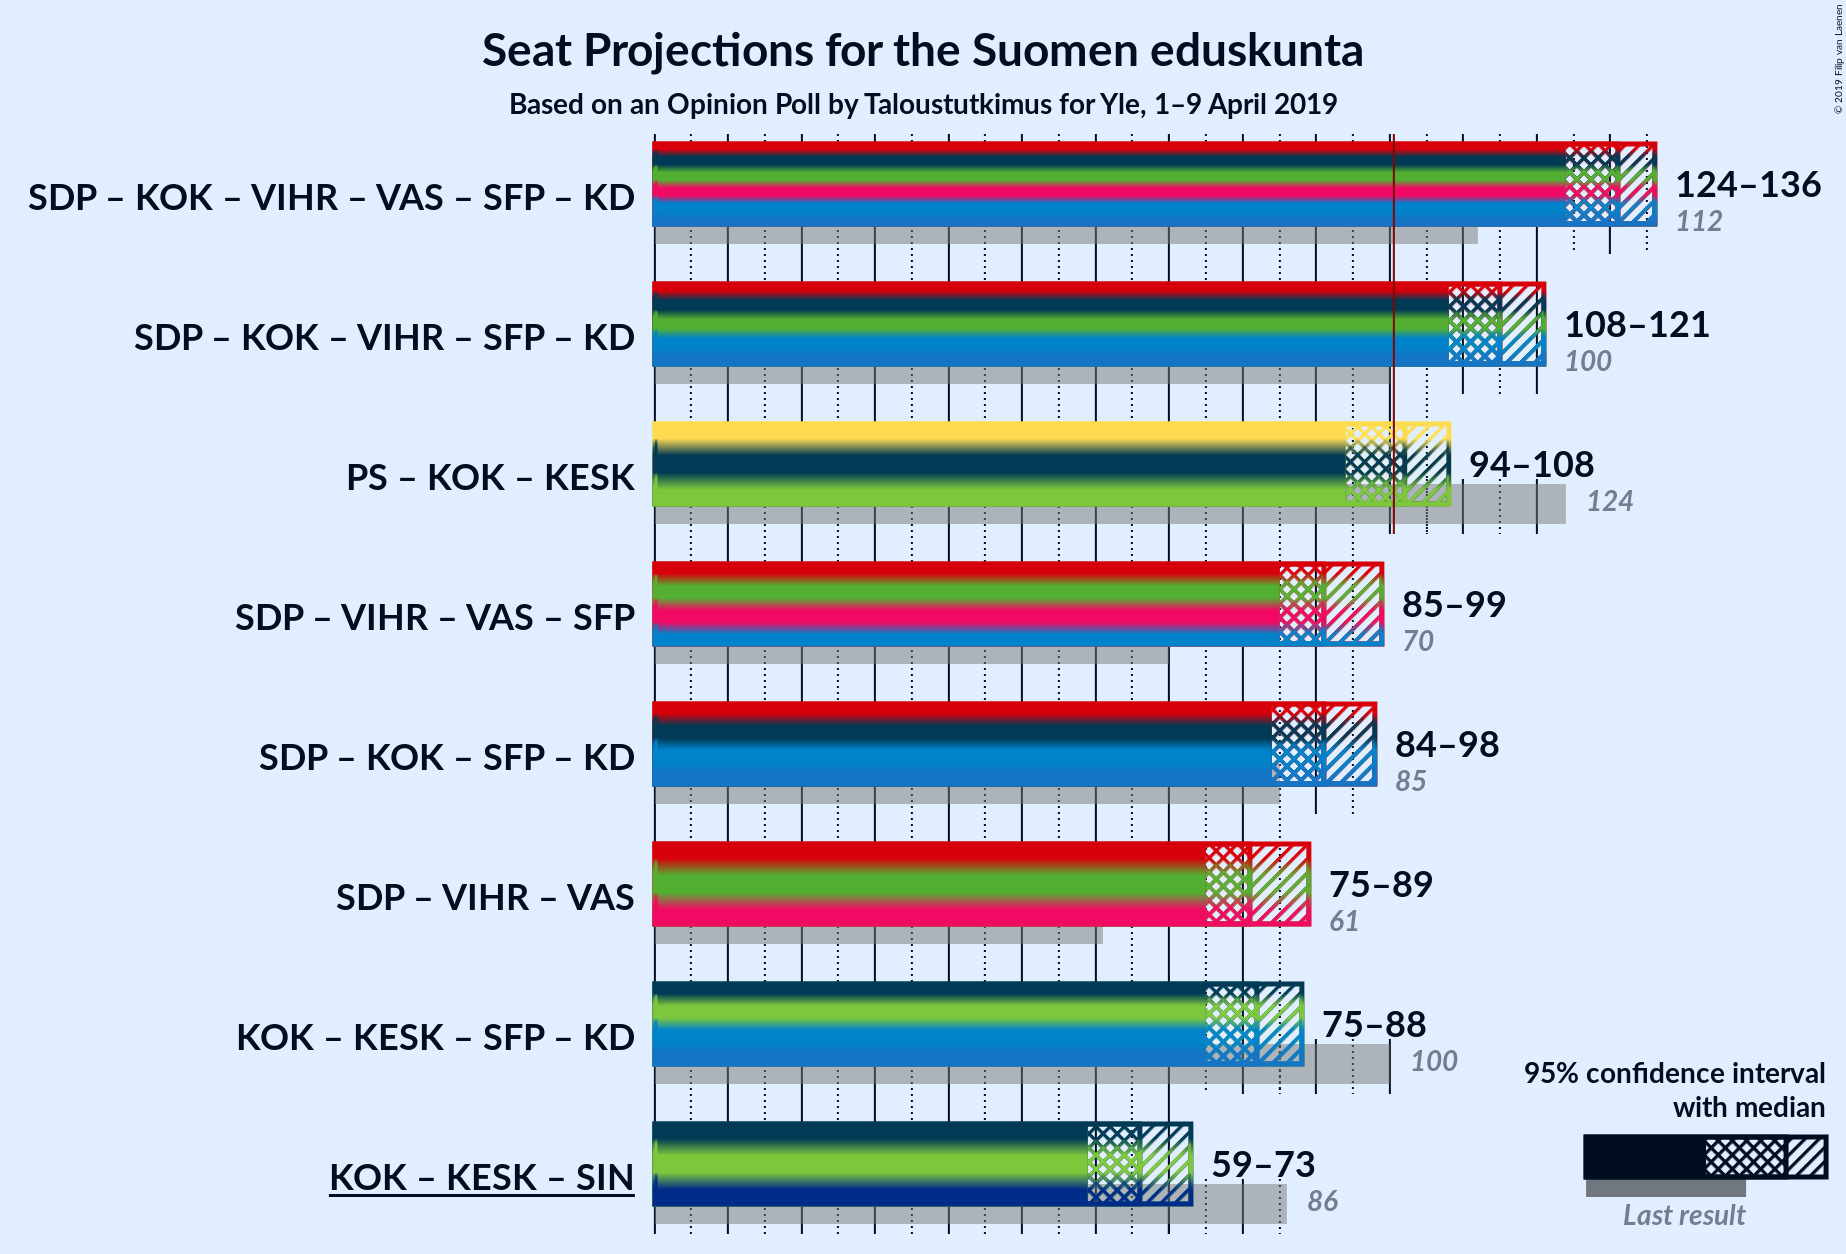 Seat Projections for the Suomen eduskunta
Based on an Opinion Poll by Taloustutkimus for Yle, 1–9 April 2019
© 2019 Filip van Laenen
SDP – KOK – VIHR – VAS – SFP – KD
124–136
112
SDP – KOK – VIHR – SFP – KD
108–121
100
PS – KOK – KESK
94–108
124
SDP – VIHR – VAS – SFP
85–99
70
SDP – KOK – SFP – KD
84–98
85
SDP – VIHR – VAS
75–89
61
KOK – KESK – SFP – KD
75–88
100
KOK – KESK – SIN
59–73
86
95% confidence interval
with median
Last result